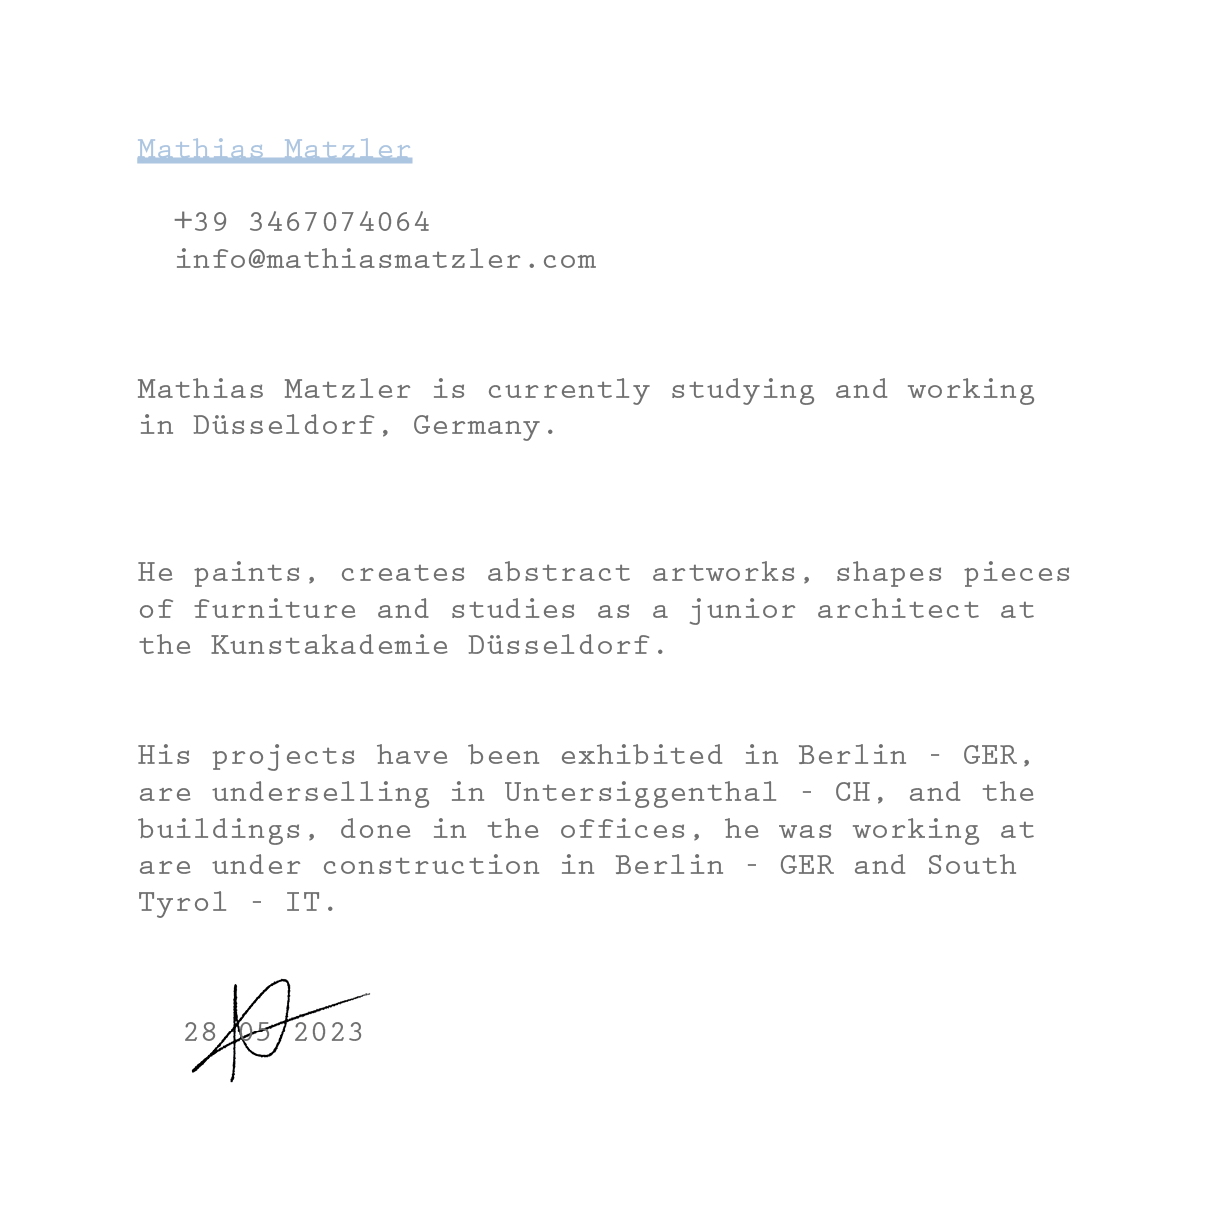 Mathias Matzler
+39 3467074064
info@mathiasmatzler.com
Mathias Matzler is currently studying and working
in Düsseldorf, Germany.
He paints, creates abstract artworks, shapes pieces
of furniture and studies as a junior architect at
the Kunstakademie Düsseldorf.
His projects have been exhibited in Berlin - GER,
are underselling in Untersiggenthal - CH, and the
buildings, done in the offices, he was working at
are under construction in Berlin - GER and South
Tyrol - IT.
28 05 2023